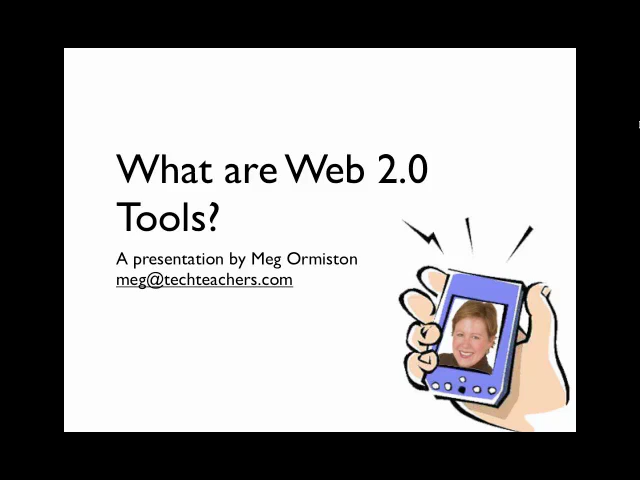 What are Web 2.0
Tools?
A presentation by Meg Ormiston
meg@techteachers.com